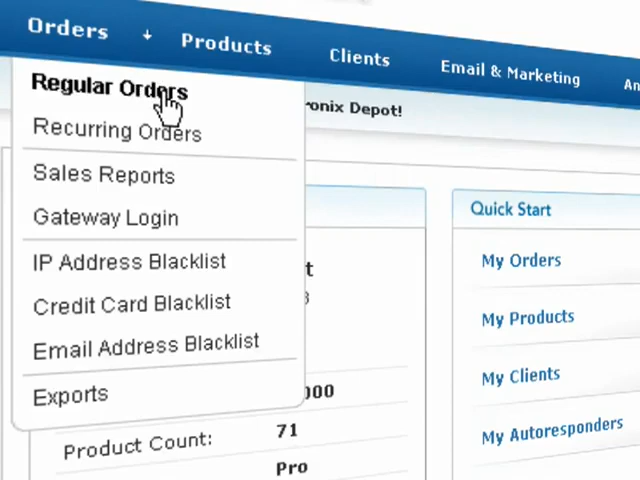 Orders
Products
Clients
Email & Marketing
Regular Orders
Depot!
Recurring Orders
Sales Reports
Gateway Login
IP Address Blacklist
Credit Card Blacklist
Email Address Blacklist
Exports
Product Count: 71
Pro
Quick Start
My Orders
My Products
My Clients
My Autoresponders